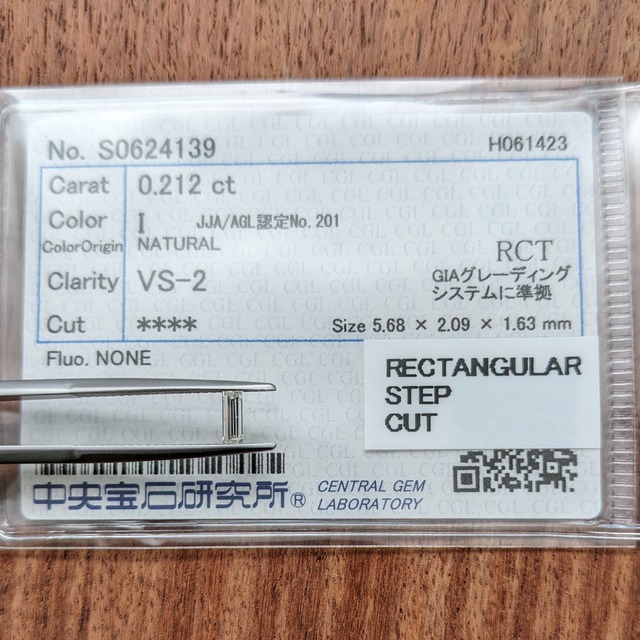 No. S0624139 H061423
Carat 0.212 ct
Color I JJA/AGL認定No.201
ColorOrigin NATURAL
RCT
Clarity VS-2 GIAグレーディング
システムに準拠
Cut **** Size 5.68 × 2.09 × 1.63 mm
Fluo. NONE
RECTANGULAR
STEP
CUT
中央宝石研究所® CENTRAL GEM
LABORATORY